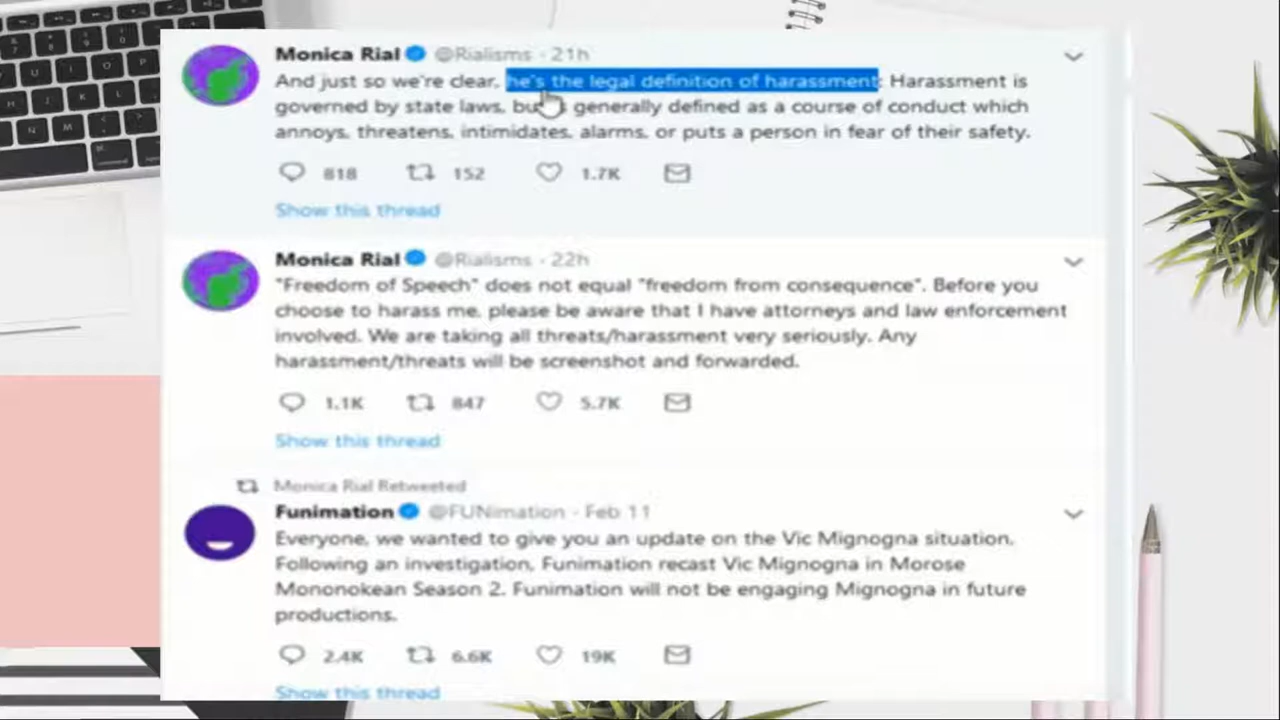 Monica Rial @Rialisms · 21h
And just so we're clear, he's the legal definition of harassment: Harassment is
governed by state laws, bu s generally defined as a course of conduct which
annoys, threatens, intimidates, alarms, or puts a person in fear of their safety.
818 152 1.7K
Show this thread
Monica Rial @Rialisms · 22h
"Freedom of Speech" does not equal "freedom from consequence". Before you
choose to harass me, please be aware that I have attorneys and law enforcement
involved. We are taking all threats/harassment very seriously. Any
harassment/threats will be screenshot and forwarded.
1.1K 847 5.7K
Show this thread
Monica Rial Retweeted
Funimation @FUNimation · Feb 11
Everyone, we wanted to give you an update on the Vic Mignogna situation.
Following an investigation, Funimation recast Vic Mignogna in Morose
Mononokean Season 2. Funimation will not be engaging Mignogna in future
productions.
2.4K 6.6K 19K
Show this thread